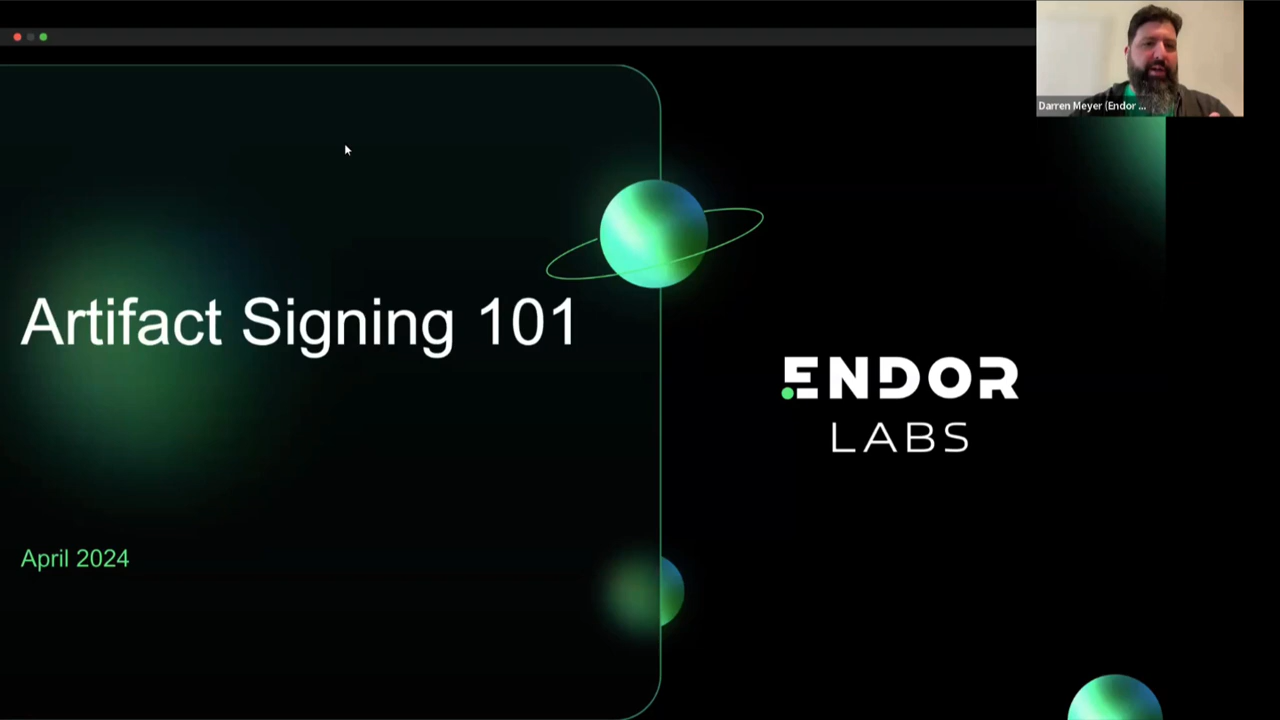 Darren Meyer (Endor ...
Artifact Signing 101
ENDOR
LABS
April 2024